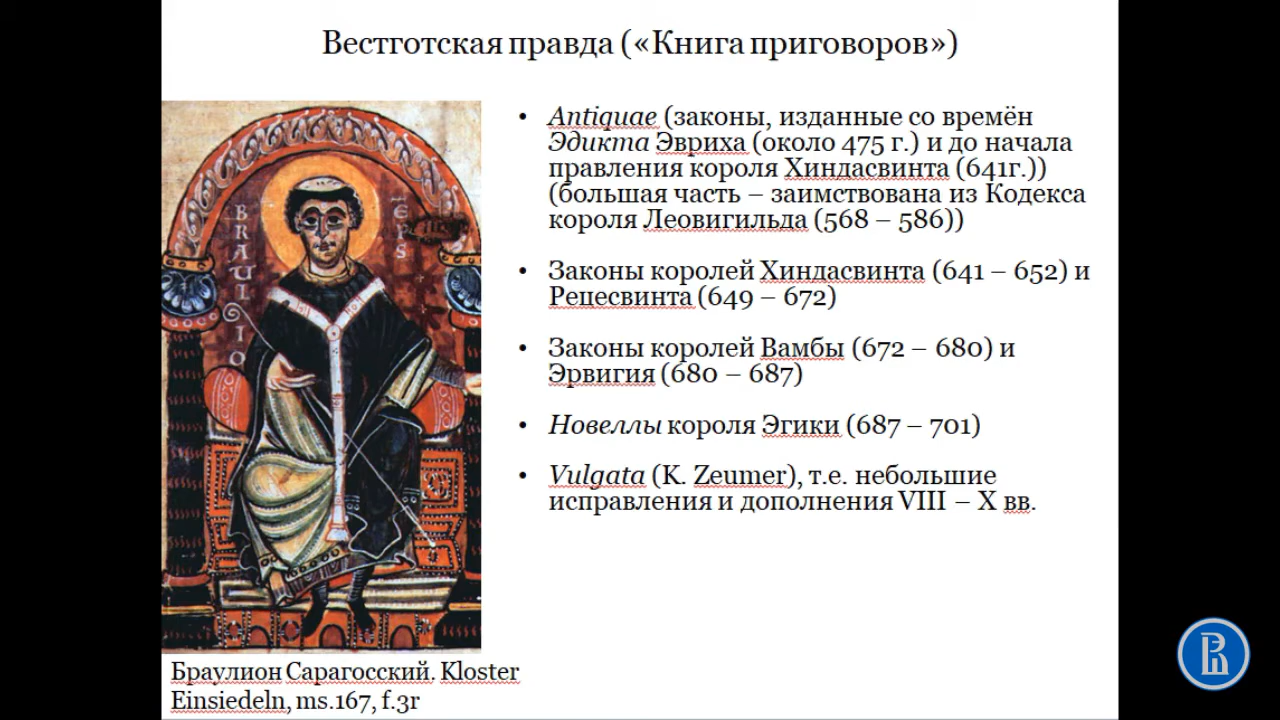 Вестготская правда («Книга приговоров»)
• Antiquae (законы, изданные со времён
Эдикта Эвриха (около 475 г.) и до начала
правления короля Хиндасвинта (641г.))
(большая часть – заимствована из Кодекса
короля Леовигильда (568 – 586))
• Законы королей Хиндасвинта (641 – 652) и
Рецесвинта (649 – 672)
• Законы королей Вамбы (672 – 680) и
Эрвигия (680 – 687)
• Новеллы короля Эгики (687 – 701)
• Vulgata (K. Zeumer), т.е. небольшие
исправления и дополнения VIII – X вв.
BRAULIO
EPS
Браулион Сарагосский. Kloster
Einsiedeln, ms.167, f.3r